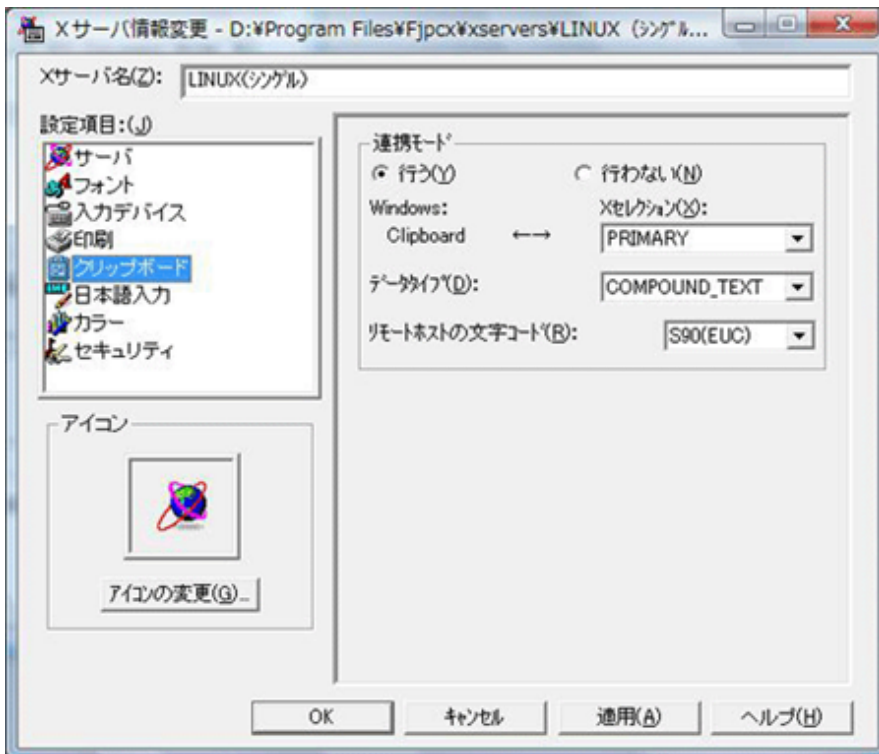 Xサーバ情報変更 - D:¥Program Files¥Fjpcx¥xservers¥LINUX (ｼﾝｸﾞﾙ...
Xサーバ名(Z): LINUX(ｼﾝｸﾞﾙ)
設定項目:(J)
サーバ
フォント
入力デバイス
印刷
クリップボード
日本語入力
カラー
セキュリティ
アイコン
ｱｲｺﾝの変更(G)...
連携ﾓｰﾄﾞ
行う(Y) 行わない(N)
Windows: Xｾﾚｸｼｮﾝ(X):
Clipboard ←→ PRIMARY
ﾃﾞｰﾀﾀｲﾌﾟ(D): COMPOUND_TEXT
ﾘﾓｰﾄﾎｽﾄの文字ｺｰﾄﾞ(R): S90(EUC)
OK ｷｬﾝｾﾙ 適用(A) ヘルプ(H)